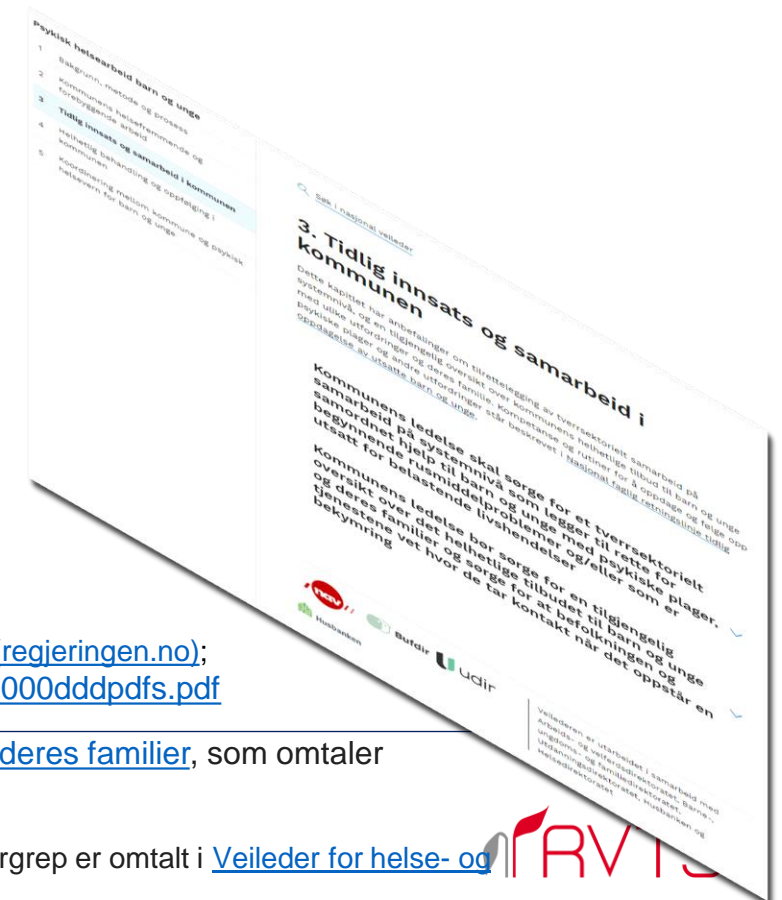 Psykisk helsearbeid barn og unge
1 Bakgrunn, metode og prosess
2 Kommunens helsefremmende og
forebyggende arbeid
3 Tidlig innsats og samarbeid i kommunen
4 Helhetlig behandling og oppfølging i
kommunen
5 Koordinering mellom kommune og psykisk
helsevern for barn og unge
Søk i nasjonal veileder
3. Tidlig innsats og samarbeid i
kommunen
Dette kapitlet har anbefalinger om tilrettelegging av tverrsektorielt samarbeid på
systemnivå, og en tilgjengelig oversikt over kommunens helhetlige tilbud til barn og unge
med ulike utfordringer og deres familie. Kompetanse og rutiner for å oppdage og følge opp
psykiske plager og andre utfordringer står beskrevet i Nasjonal faglig retningslinje tidlig
oppdagelse av utsatte barn og unge.
Kommunens ledelse skal sørge for et tverrsektorielt
samarbeid på systemnivå som legger til rette for
samordnet hjelp til barn og unge med psykiske plager,
begynnende rusmiddelproblemer og/eller som er
utsatt for belastende livshendelser
Kommunens ledelse bør sørge for en tilgjengelig
oversikt over det helhetlige tilbudet til barn og unge
og deres familier og sørge for at befolkningen og
tjenestene vet hvor de tar kontakt når det oppstår en
bekymring
nav
Bufdir
Husbanken
udir
Veilederen er utarbeidet i samarbeid med
Arbeids- og velferdsdirektoratet, Barne-,
ungdoms- og familiedirektoratet,
Utdanningsdirektoratet, Husbanken og
Helsedirektoratet
regjeringen.no);
000dddpdfs.pdf
deres familier, som omtaler
rgrep er omtalt i Veileder for helse- og
RVTS